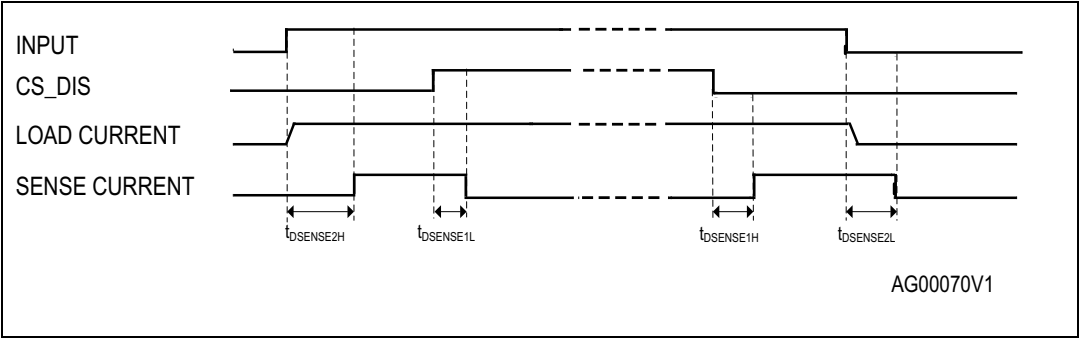 INPUT
CS_DIS
LOAD CURRENT
SENSE CURRENT
tDSENSE2H tDSENSE1L tDSENSE1H tDSENSE2L
AG00070V1